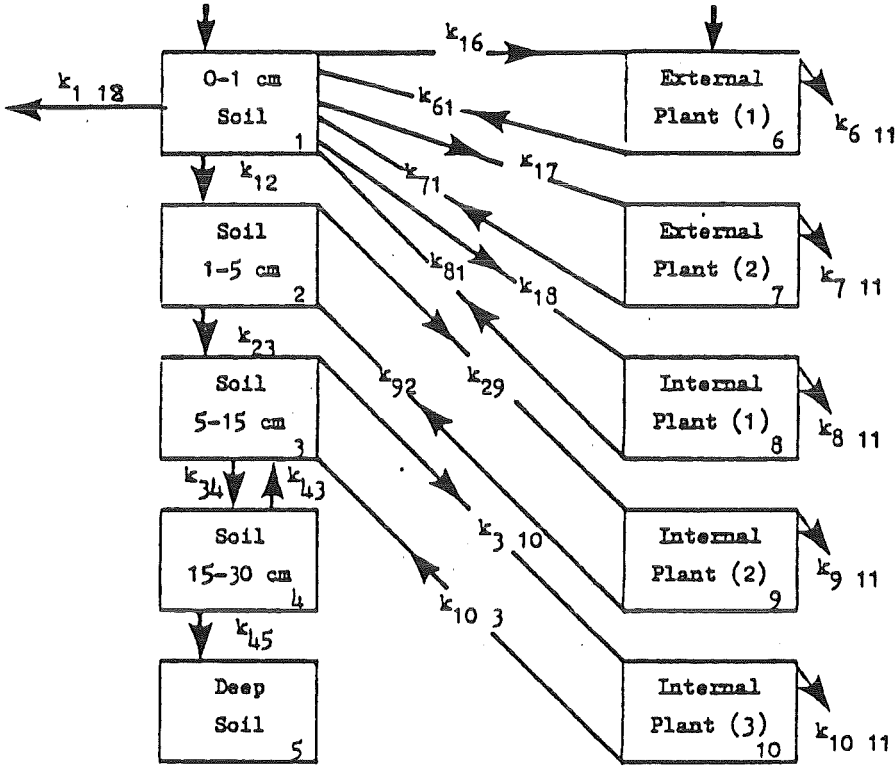 k16
0-1 cm
Soil
1
External
Plant (1)
6
k1 12
k61
k6 11
k12
k17
k71
Soil
1-5 cm
2
External
Plant (2)
7
k81
k18
k7 11
k23
Soil
5-15 cm
3
k92
k29
Internal
Plant (1)
8
k8 11
k34
k43
Soil
15-30 cm
4
k3 10
Internal
Plant (2)
9
k9 11
k10 3
k45
Deep
Soil
5
Internal
Plant (3)
10
k10 11